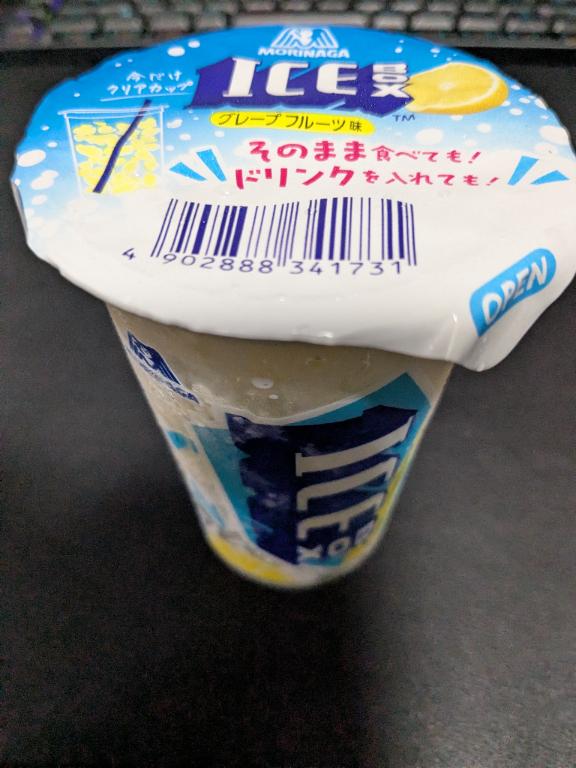 MORINAGA
ICE BOX
TM
グレープフルーツ味
今だけ
クリアカップ
そのまま食べても!
ドリンクを入れても!
4 902888 341731
OPEN
MORINAGA
ICE BOX